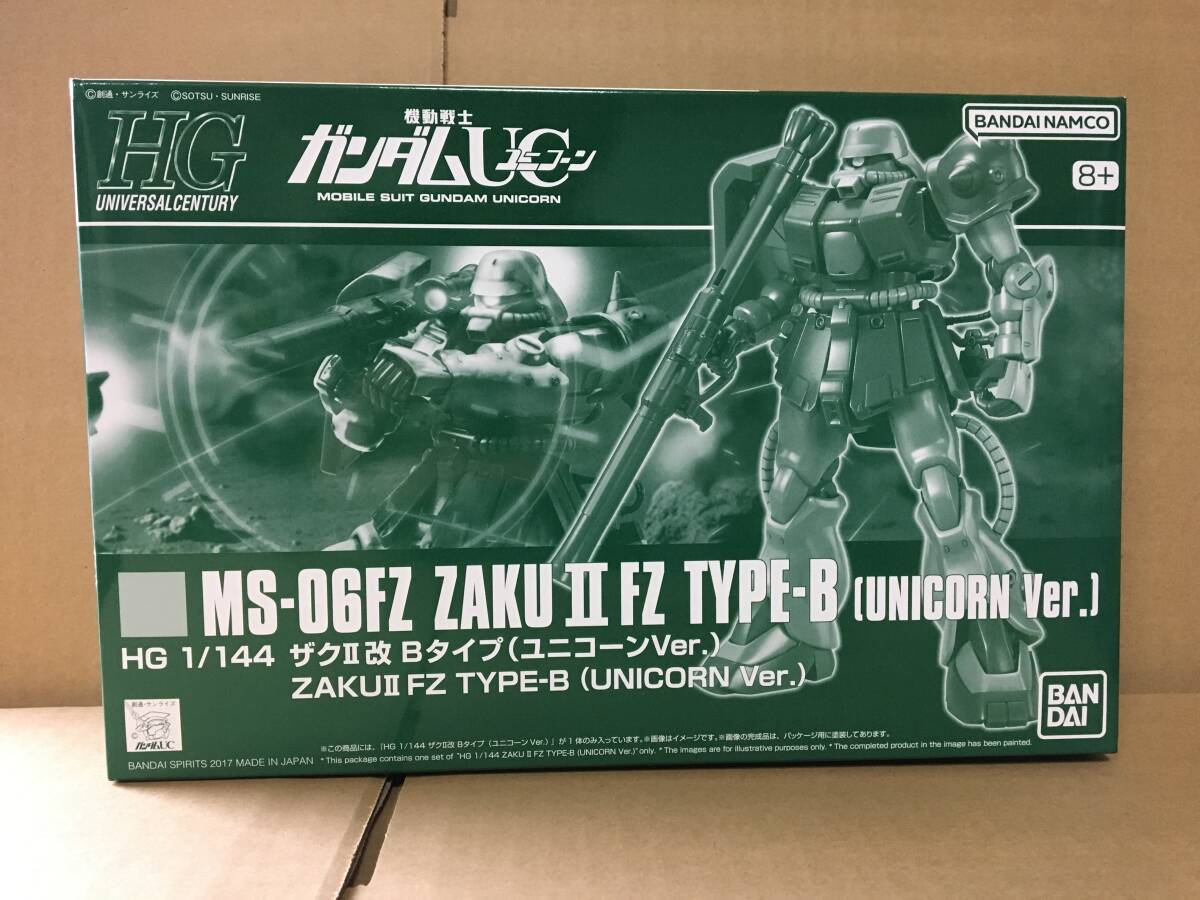 ©創通・サンライズ ©SOTSU・SUNRISE
HG
UNIVERSAL CENTURY
機動戦士
ガンダムUC
ユニコーン
MOBILE SUIT GUNDAM UNICORN
BANDAI NAMCO
8+
MS-06FZ ZAKU II FZ TYPE-B (UNICORN Ver.)
HG 1/144 ザクⅡ改 Bタイプ(ユニコーンVer.)
ZAKUⅡ FZ TYPE-B (UNICORN Ver.)
BAN
DAI
創通・サンライズ
ガンダムUC
※この商品には、「HG 1/144 ザクⅡ改 Bタイプ (ユニコーンVer.)」が1体のみ入っています。※画像はイメージです。※画像の完成品は、パッケージ用に塗装してあります。
BANDAI SPIRITS 2017 MADE IN JAPAN *This package contains one set of "HG 1/144 ZAKU Ⅱ FZ TYPE-B (UNICORN Ver.)" only. *The images are for illustrative purposes only. *The completed product in the image has been painted.